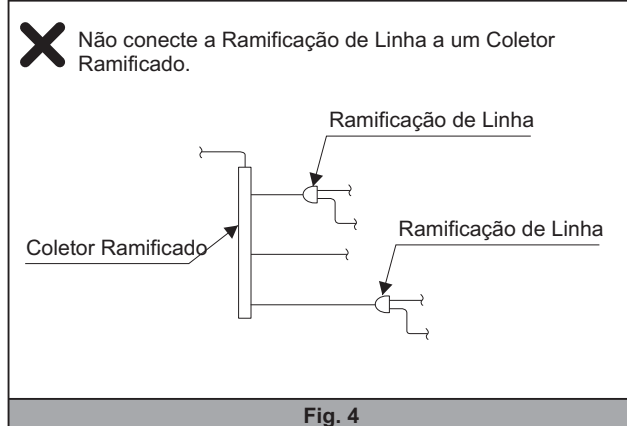 Não conecte a Ramificação de Linha a um Coletor
Ramificado.
Ramificação de Linha
Ramificação de Linha
Coletor Ramificado
Fig. 4